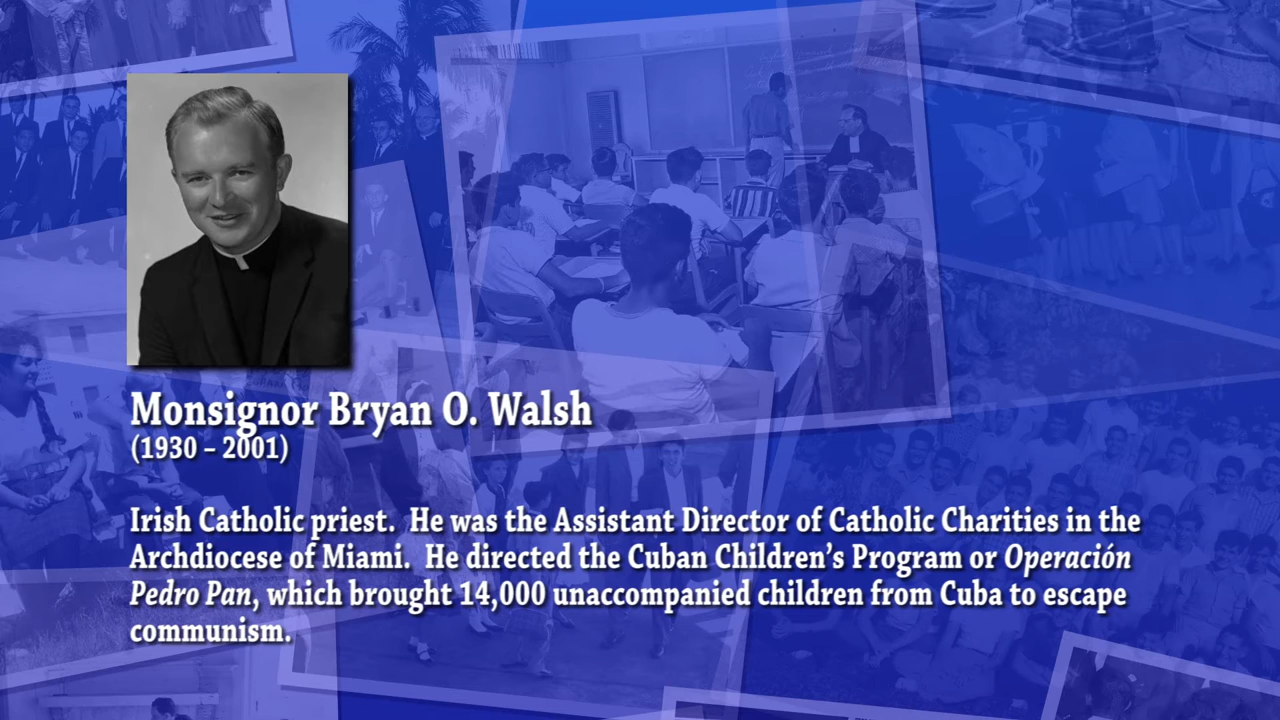 Monsignor Bryan O. Walsh
(1930 – 2001)
Irish Catholic priest.  He was the Assistant Director of Catholic Charities in the
Archdiocese of Miami.  He directed the Cuban Children’s Program or Operación
Pedro Pan, which brought 14,000 unaccompanied children from Cuba to escape
communism.